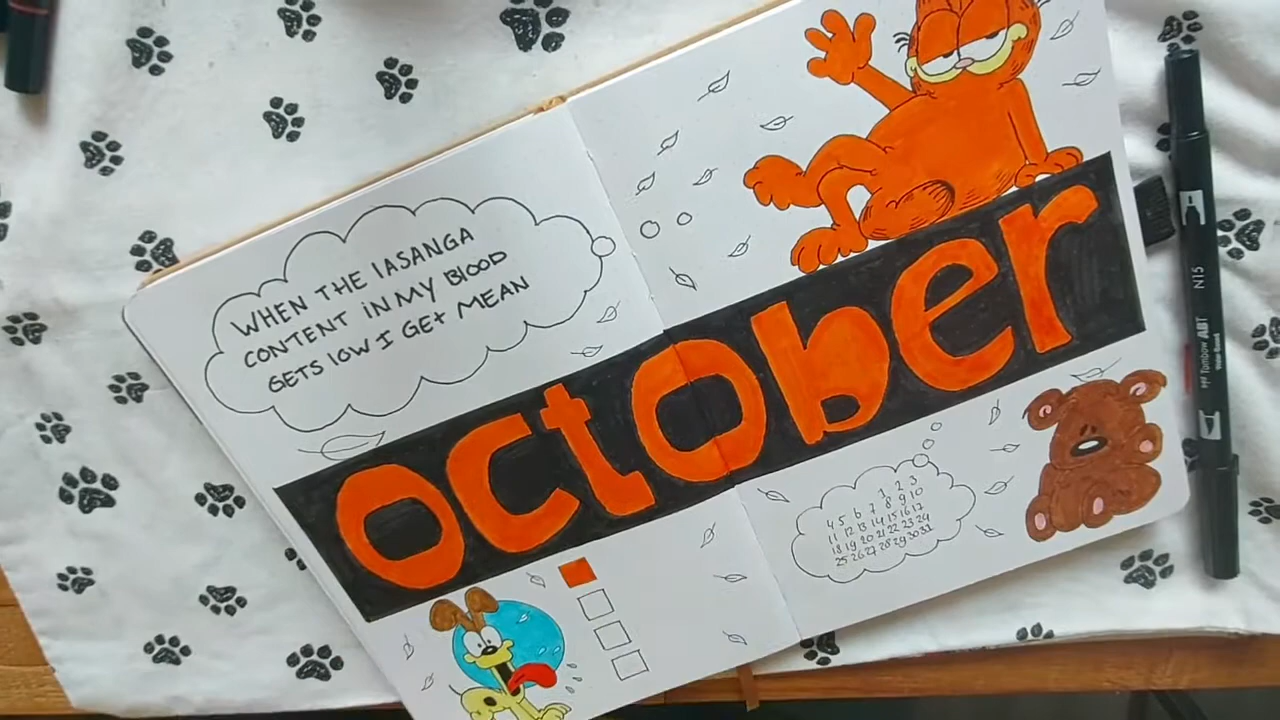 WHEN THE lASANGA
CONTENT IN MY BlOOD
GETS lOW I GEt MEAN
october
1 2 3
4 5 6 7 8 9 10
11 12 13 14 15 16 17
18 19 20 21 22 23 24
25 26 27 28 29 30 31
Tombow ABT N15